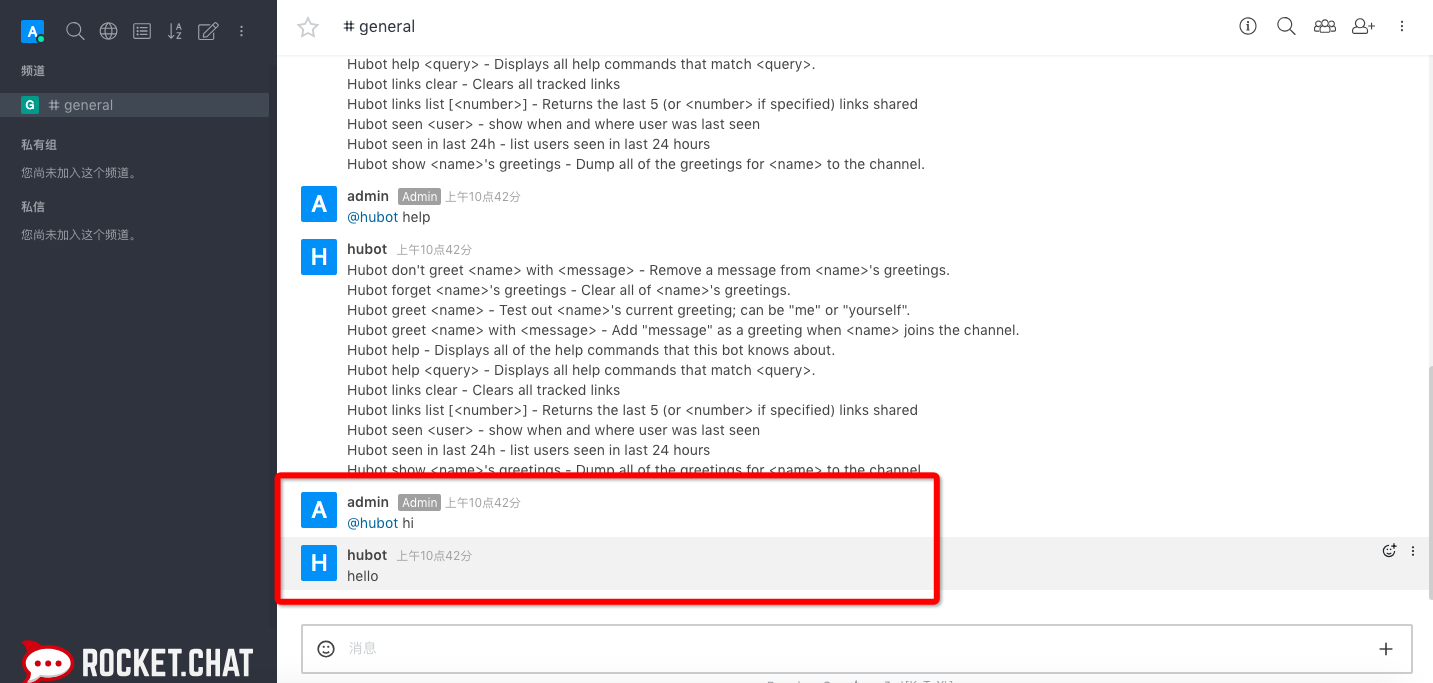 A
A Z
频道
G # general
私有组
您尚未加入这个频道。
私信
您尚未加入这个频道。
ROCKET.CHAT
# general
Hubot help <query> - Displays all help commands that match <query>.
Hubot links clear - Clears all tracked links
Hubot links list [<number>] - Returns the last 5 (or <number> if specified) links shared
Hubot seen <user> - show when and where user was last seen
Hubot seen in last 24h - list users seen in last 24 hours
Hubot show <name>'s greetings - Dump all of the greetings for <name> to the channel.
A
admin Admin 上午10点42分
@hubot help
H
hubot 上午10点42分
Hubot don't greet <name> with <message> - Remove a message from <name>'s greetings.
Hubot forget <name>'s greetings - Clear all of <name>'s greetings.
Hubot greet <name> - Test out <name>'s current greeting; can be "me" or "yourself".
Hubot greet <name> with <message> - Add "message" as a greeting when <name> joins the channel.
Hubot help - Displays all of the help commands that this bot knows about.
Hubot help <query> - Displays all help commands that match <query>.
Hubot links clear - Clears all tracked links
Hubot links list [<number>] - Returns the last 5 (or <number> if specified) links shared
Hubot seen <user> - show when and where user was last seen
Hubot seen in last 24h - list users seen in last 24 hours
Hubot show <name>'s greetings - Dump all of the greetings for <name> to the channel
A
admin Admin 上午10点42分
@hubot hi
H
hubot 上午10点42分
hello
消息